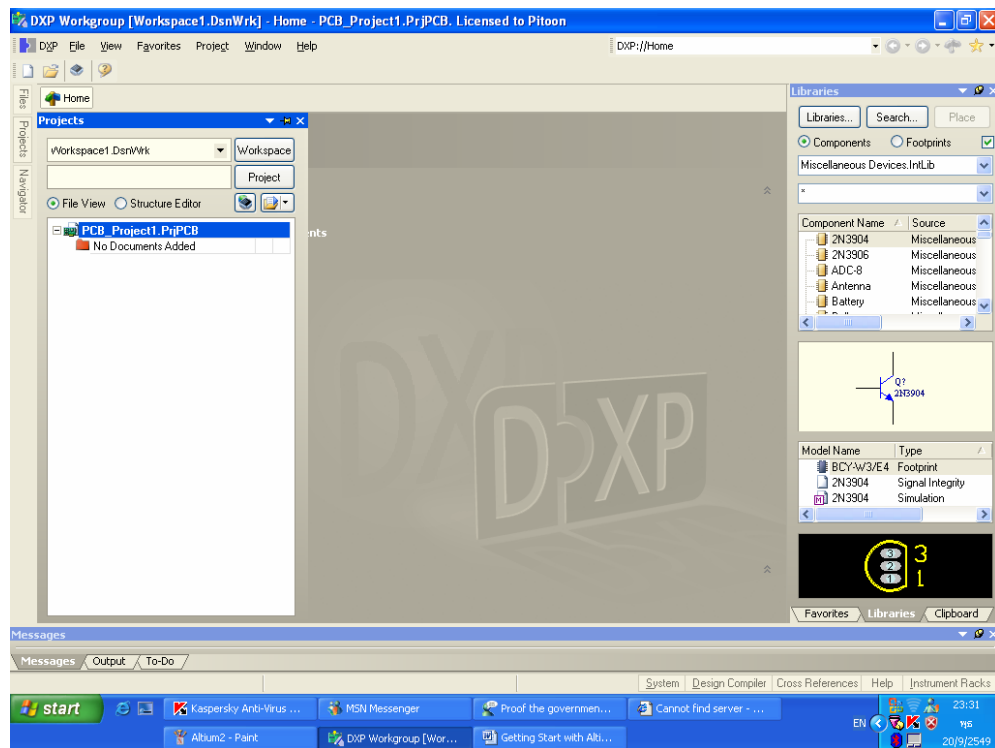 DXP Workgroup [Workspace1.DsnWrk] - Home - PCB_Project1.PrjPCB. Licensed to Pitoon
DXP File View Favorites Project Window Help
DXP://Home
Home
Files
Projects
Navigator
Projects
Workspace1.DsnWrk
Workspace
Project
File View
Structure Editor
PCB_Project1.PrjPCB
No Documents Added
nts
DXP
DXP
Libraries
Libraries... Search... Place
Components Footprints
Miscellaneous Devices.IntLib
*
Component Name Source
2N3904 Miscellaneous
2N3906 Miscellaneous
ADC-8 Miscellaneous
Antenna Miscellaneous
Battery Miscellaneous
Q?
2N3904
Model Name Type
BCY-W3/E4 Footprint
2N3904 Signal Integrity
2N3904 Simulation
3 3
2
1 1
Favorites Libraries Clipboard
Messages
Messages Output To-Do
System Design Compiler Cross References Help Instrument Racks
start
Kaspersky Anti-Virus ...
MSN Messenger
Proof the governmen...
Cannot find server - ...
Altium2 - Paint
DXP Workgroup [Wor...
Getting Start with Alti...
EN
23:31
พุธ
20/9/2549